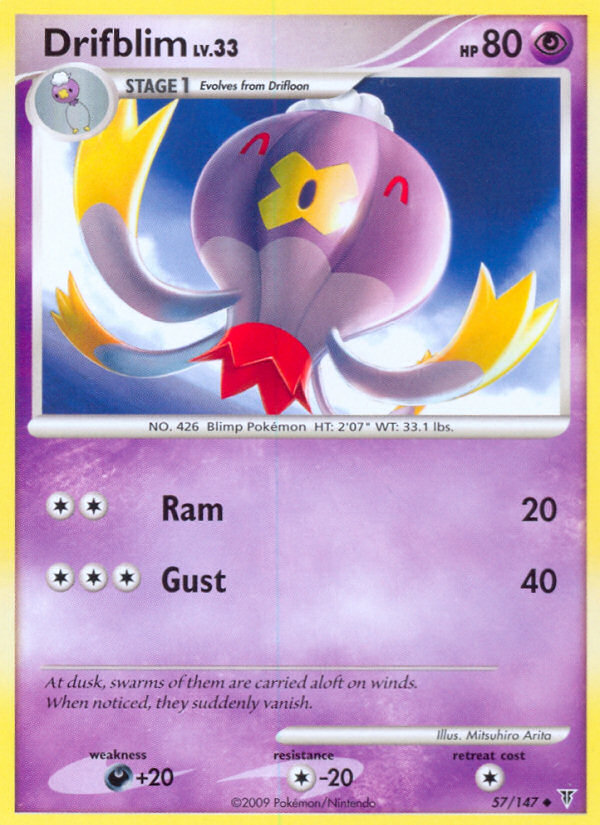 Drifblim LV.33 HP 80
STAGE 1 Evolves from Drifloon
NO. 426 Blimp Pokémon HT: 2'07" WT: 33.1 lbs.
Ram 20
Gust 40
At dusk, swarms of them are carried aloft on winds.
When noticed, they suddenly vanish.
Illus. Mitsuhiro Arita
weakness resistance retreat cost
+20 -20
©2009 Pokémon/Nintendo 57/147